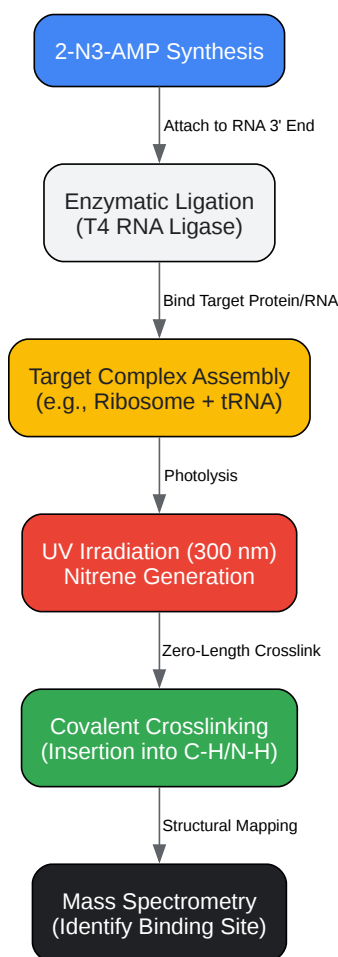 2-N3-AMP Synthesis
Attach to RNA 3' End
Enzymatic Ligation
(T4 RNA Ligase)
Bind Target Protein/RNA
Target Complex Assembly
(e.g., Ribosome + tRNA)
Photolysis
UV Irradiation (300 nm)
Nitrene Generation
Zero-Length Crosslink
Covalent Crosslinking
(Insertion into C-H/N-H)
Structural Mapping
Mass Spectrometry
(Identify Binding Site)